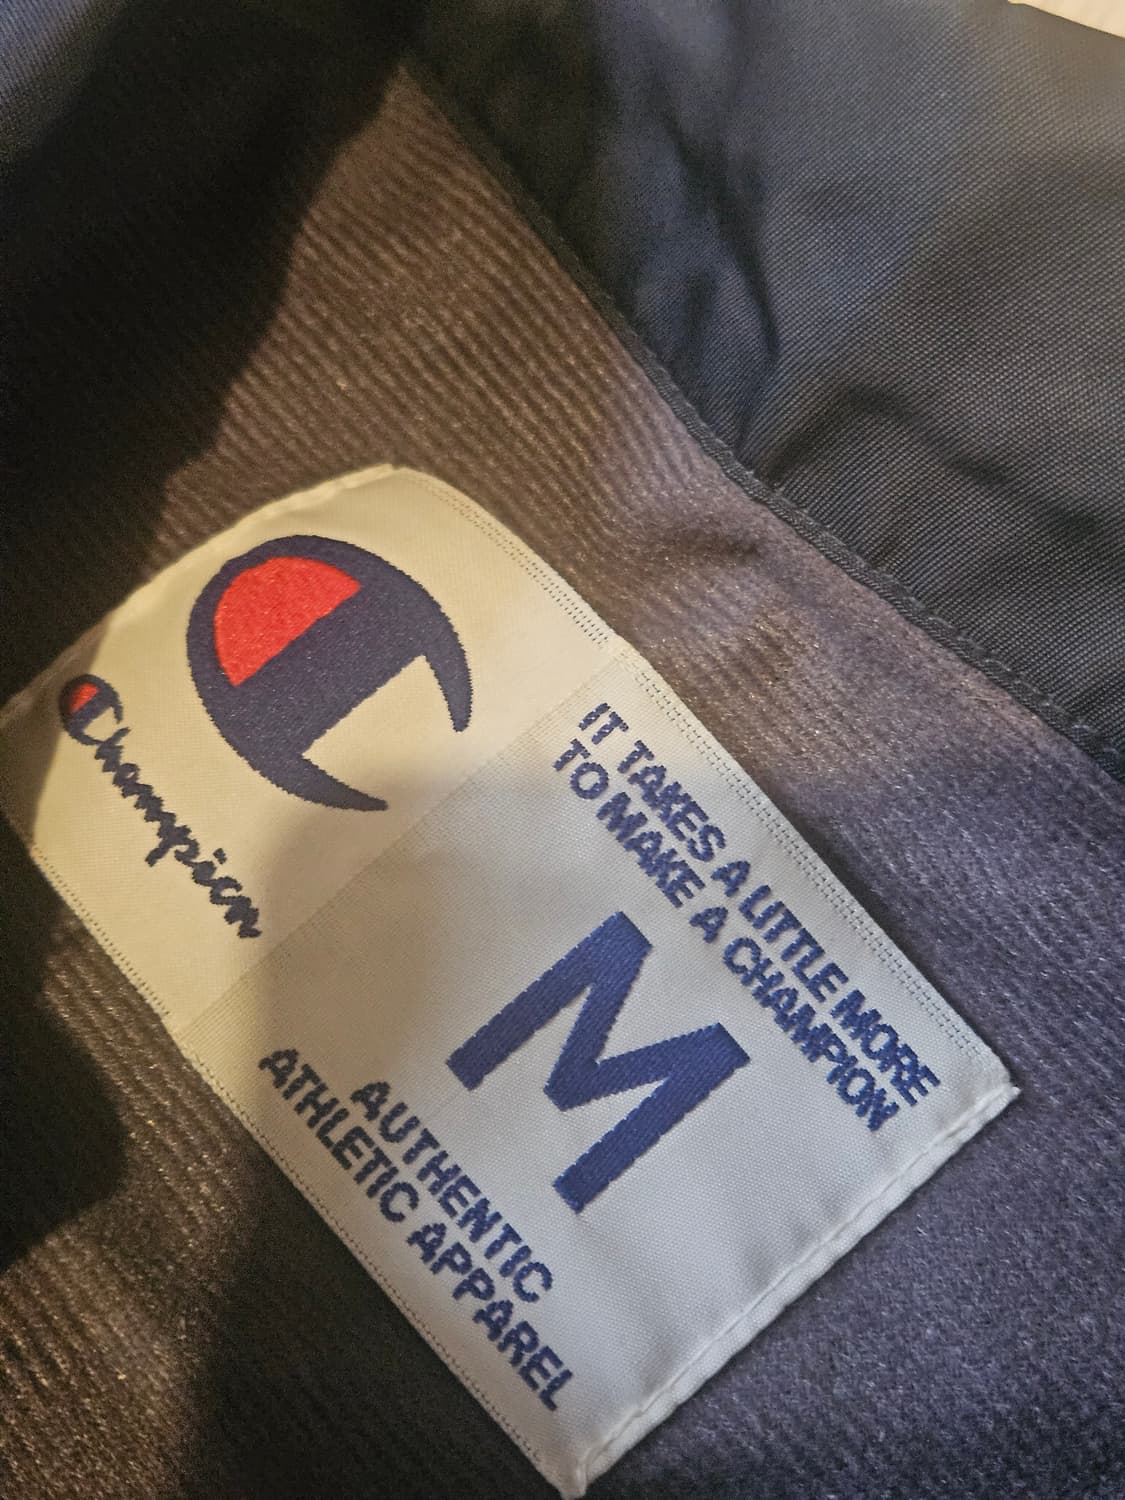 Champion
IT TAKES A LITTLE MORE
TO MAKE A CHAMPION
M
AUTHENTIC
ATHLETIC APPAREL